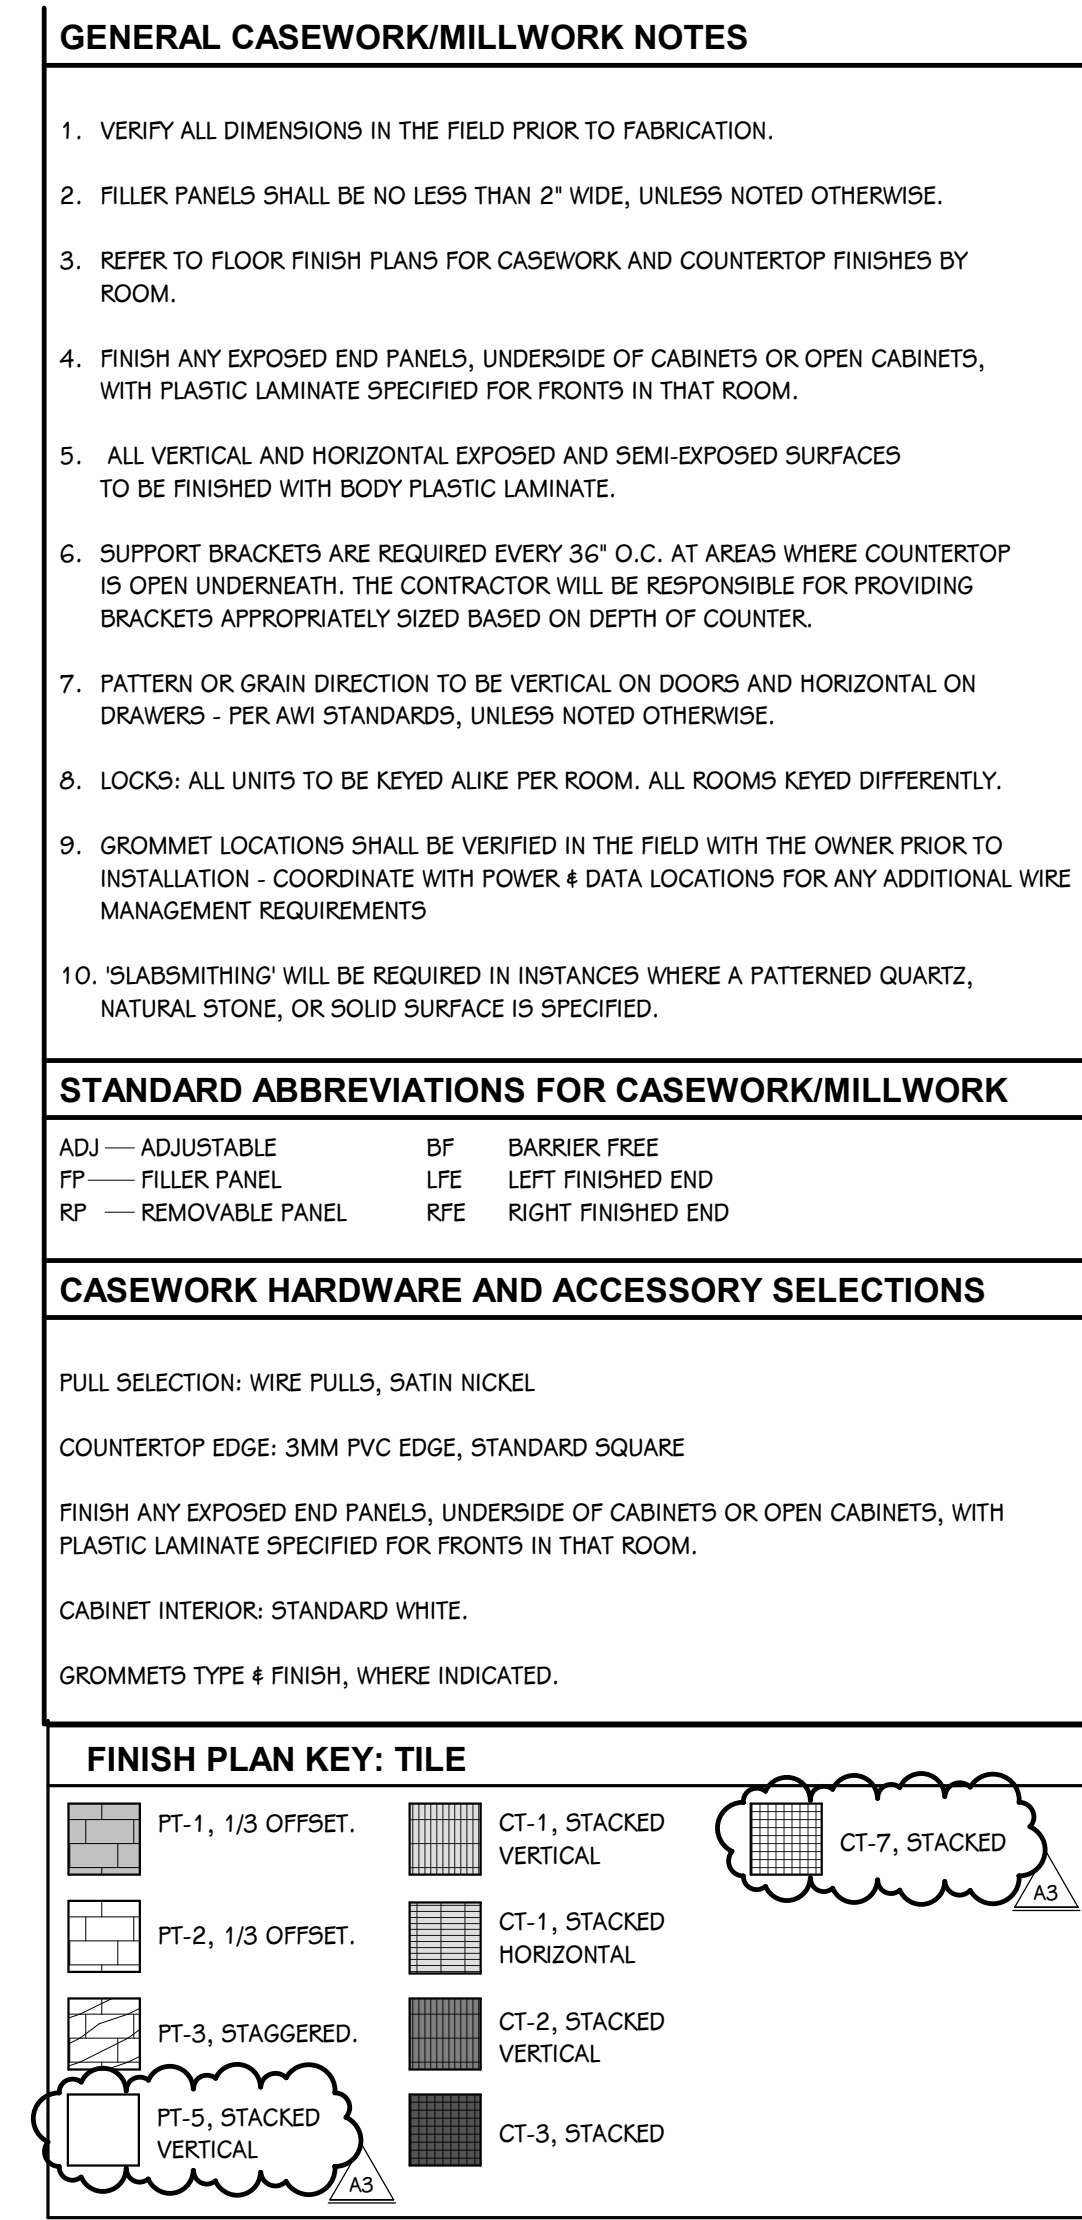 GENERAL CASEWORK/MILLWORK NOTES
1. VERIFY ALL DIMENSIONS IN THE FIELD PRIOR TO FABRICATION.
2. FILLER PANELS SHALL BE NO LESS THAN 2" WIDE, UNLESS NOTED OTHERWISE.
3. REFER TO FLOOR FINISH PLANS FOR CASEWORK AND COUNTERTOP FINISHES BY
ROOM.
4. FINISH ANY EXPOSED END PANELS, UNDERSIDE OF CABINETS OR OPEN CABINETS,
WITH PLASTIC LAMINATE SPECIFIED FOR FRONTS IN THAT ROOM.
5. ALL VERTICAL AND HORIZONTAL EXPOSED AND SEMI-EXPOSED SURFACES
TO BE FINISHED WITH BODY PLASTIC LAMINATE.
6. SUPPORT BRACKETS ARE REQUIRED EVERY 36" O.C. AT AREAS WHERE COUNTERTOP
IS OPEN UNDERNEATH. THE CONTRACTOR WILL BE RESPONSIBLE FOR PROVIDING
BRACKETS APPROPRIATELY SIZED BASED ON DEPTH OF COUNTER.
7. PATTERN OR GRAIN DIRECTION TO BE VERTICAL ON DOORS AND HORIZONTAL ON
DRAWERS - PER AWI STANDARDS, UNLESS NOTED OTHERWISE.
8. LOCKS: ALL UNITS TO BE KEYED ALIKE PER ROOM. ALL ROOMS KEYED DIFFERENTLY.
9. GROMMET LOCATIONS SHALL BE VERIFIED IN THE FIELD WITH THE OWNER PRIOR TO
INSTALLATION - COORDINATE WITH POWER & DATA LOCATIONS FOR ANY ADDITIONAL WIRE
MANAGEMENT REQUIREMENTS
10. 'SLABSMITHING' WILL BE REQUIRED IN INSTANCES WHERE A PATTERNED QUARTZ,
NATURAL STONE, OR SOLID SURFACE IS SPECIFIED.
STANDARD ABBREVIATIONS FOR CASEWORK/MILLWORK
ADJ — ADJUSTABLE BF BARRIER FREE
FP — FILLER PANEL LFE LEFT FINISHED END
RP — REMOVABLE PANEL RFE RIGHT FINISHED END
CASEWORK HARDWARE AND ACCESSORY SELECTIONS
PULL SELECTION: WIRE PULLS, SATIN NICKEL
COUNTERTOP EDGE: 3MM PVC EDGE, STANDARD SQUARE
FINISH ANY EXPOSED END PANELS, UNDERSIDE OF CABINETS OR OPEN CABINETS, WITH
PLASTIC LAMINATE SPECIFIED FOR FRONTS IN THAT ROOM.
CABINET INTERIOR: STANDARD WHITE.
GROMMETS TYPE & FINISH, WHERE INDICATED.
FINISH PLAN KEY: TILE
PT-1, 1/3 OFFSET.
PT-2, 1/3 OFFSET.
PT-3, STAGGERED.
PT-5, STACKED
VERTICAL
A3
CT-1, STACKED
VERTICAL
CT-1, STACKED
HORIZONTAL
CT-2, STACKED
VERTICAL
CT-3, STACKED
CT-7, STACKED
A3